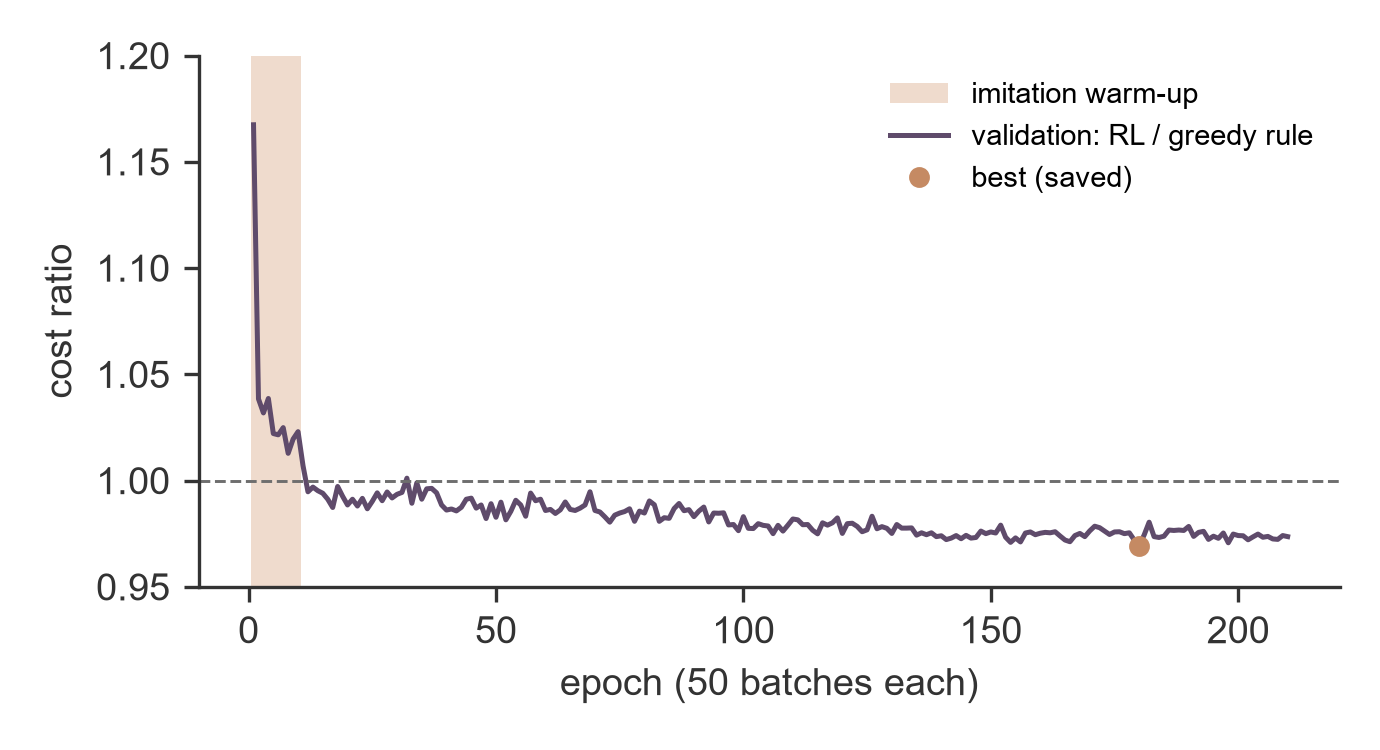 1.20
1.15
1.10
1.05
1.00
0.95
cost ratio
imitation warm-up
validation: RL / greedy rule
best (saved)
0 50 100 150 200
epoch (50 batches each)